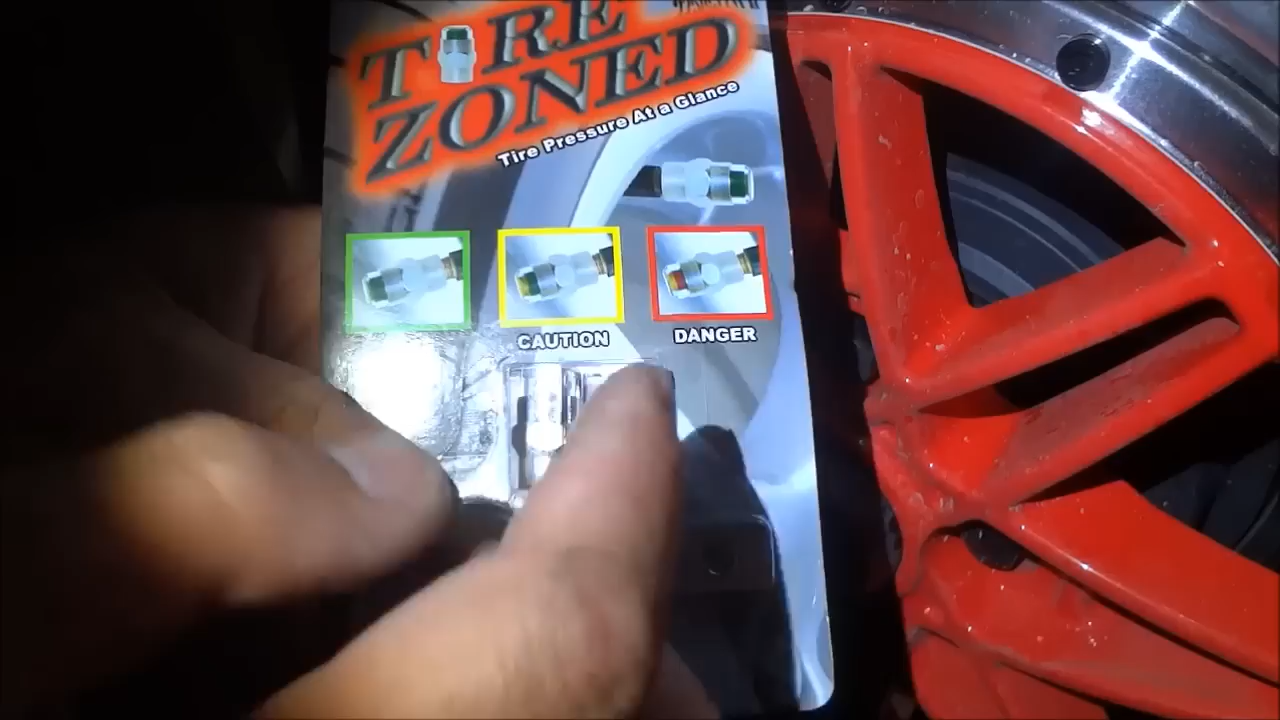 TIRE
ZONED
Tire Pressure At a Glance
CAUTION
DANGER